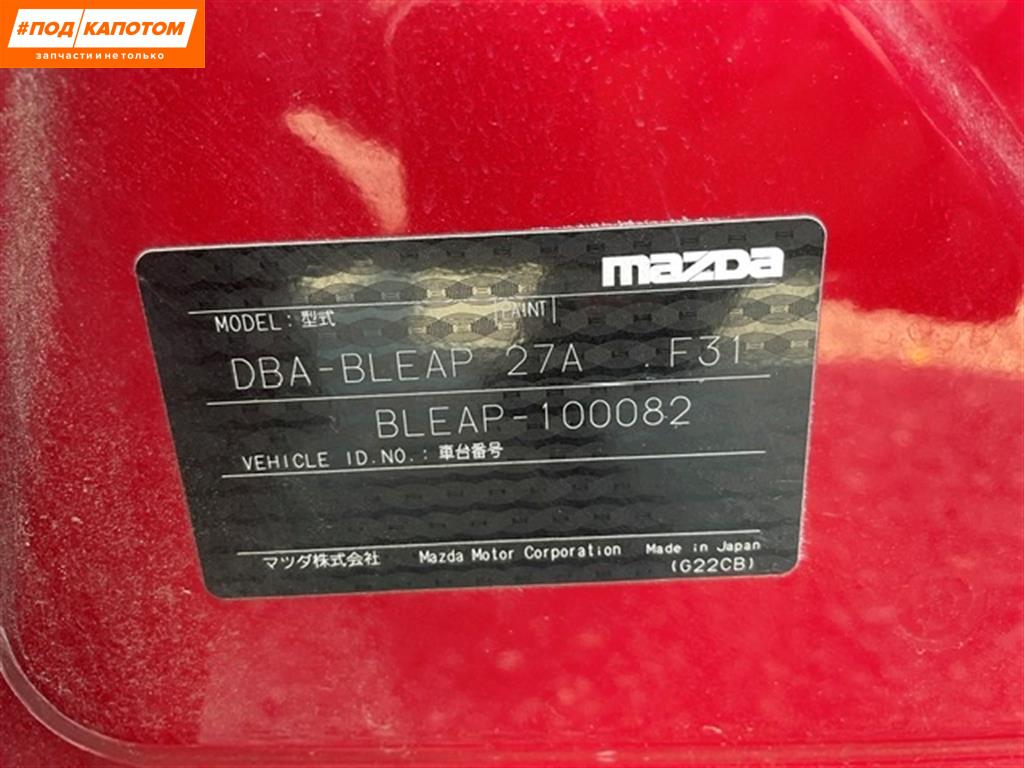 #ПОД КАПОТОМ
запчасти и не только
mazda
MODEL: 型式 PAINT
DBA-BLEAP 27A F31
BLEAP-100082
VEHICLE ID.NO.: 車台番号
マツダ株式会社 Mazda Motor Corporation Made in Japan
(G22CB)